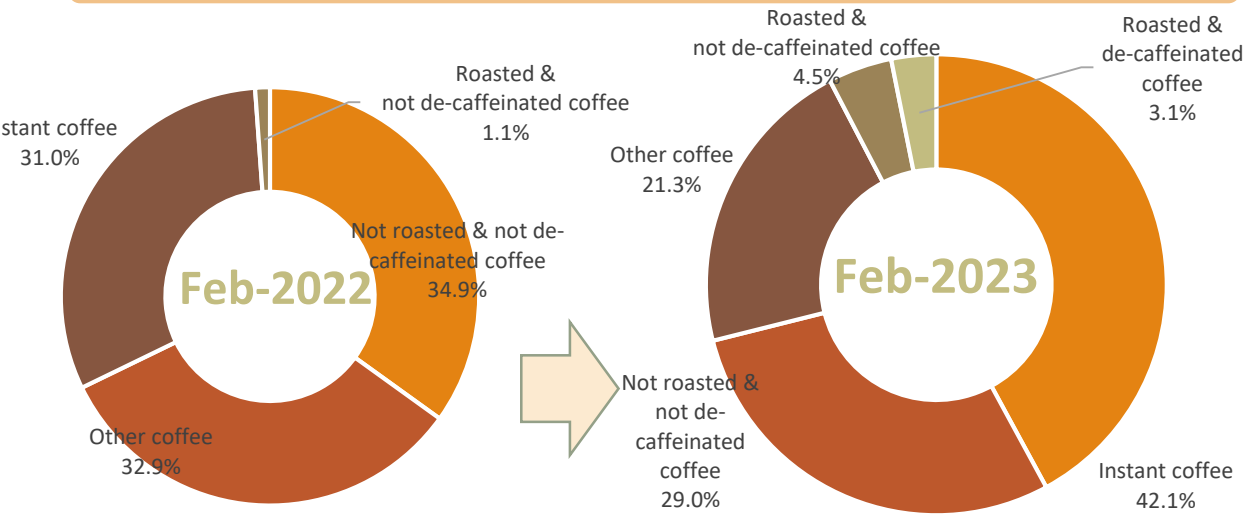 Roasted &
not de-caffeinated coffee
1.1%
stant coffee
31.0%
Not roasted & not de-
caffeinated coffee
34.9%
Feb-2022
Other coffee
32.9%
Roasted &
not de-caffeinated coffee
4.5%
Roasted &
de-caffeinated
coffee
3.1%
Other coffee
21.3%
Feb-2023
Not roasted &
not de-
caffeinated
coffee
29.0%
Instant coffee
42.1%